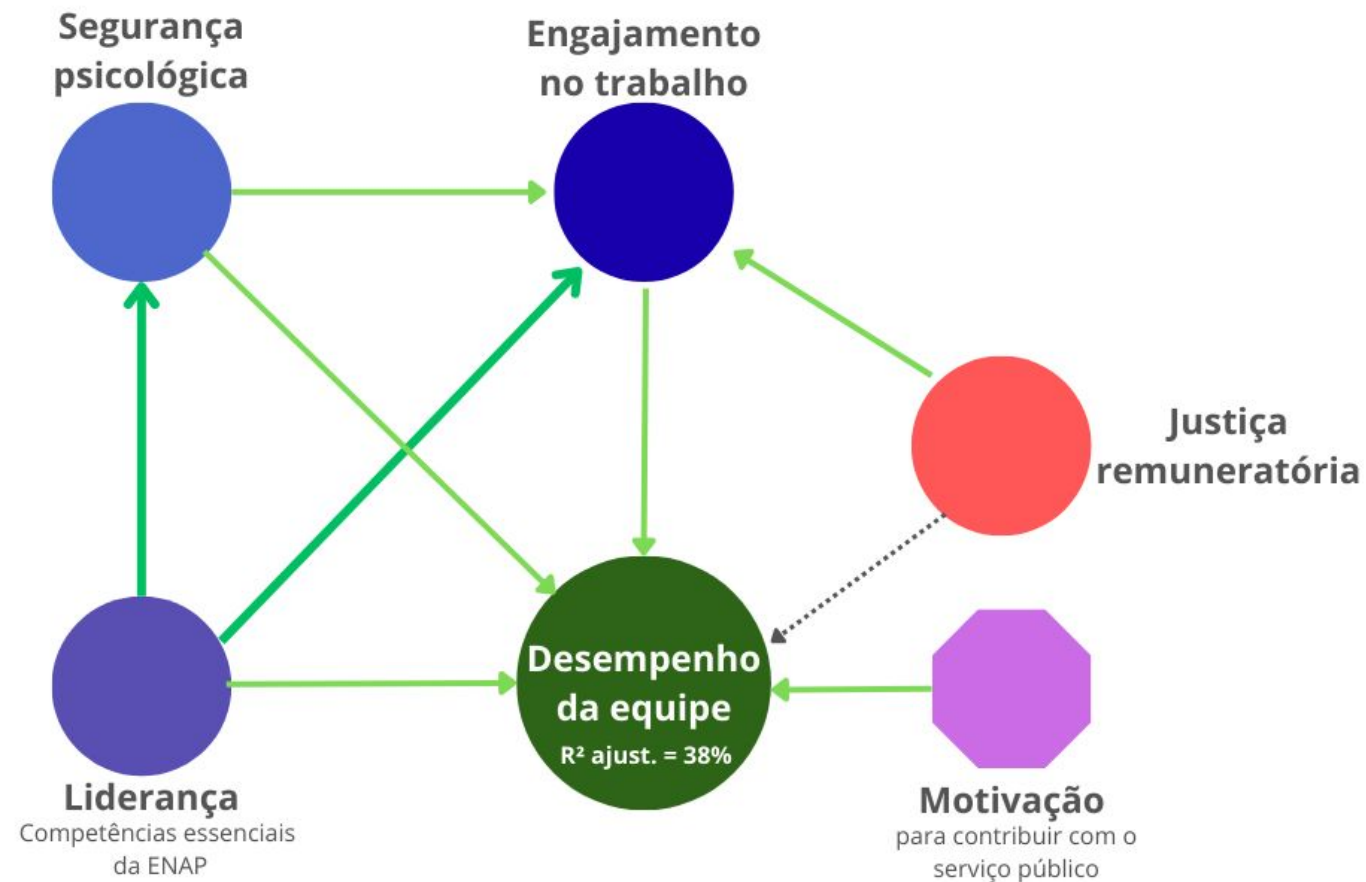 Segurança
psicológica
Engajamento
no trabalho
Justiça
remuneratória
Desempenho
da equipe
R² ajust. = 38%
Liderança
Competências essenciais
da ENAP
Motivação
para contribuir com o
serviço público